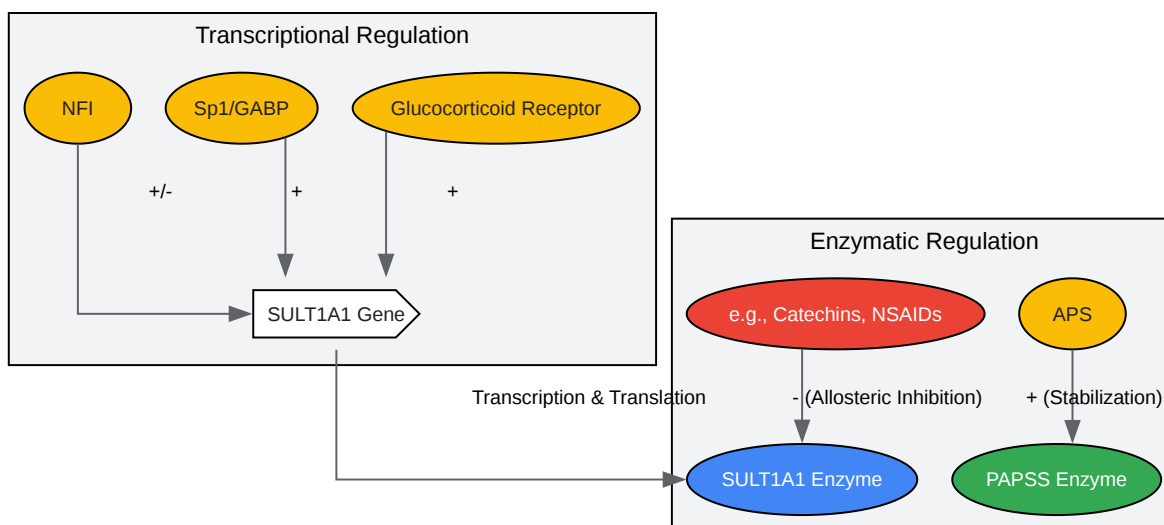 Transcriptional Regulation
NFI
Sp1/GABP
Glucocorticoid Receptor
+/-
+
+
SULT1A1 Gene
Enzymatic Regulation
e.g., Catechins, NSAIDs
APS
Transcription & Translation
- (Allosteric Inhibition)
+ (Stabilization)
SULT1A1 Enzyme
PAPSS Enzyme